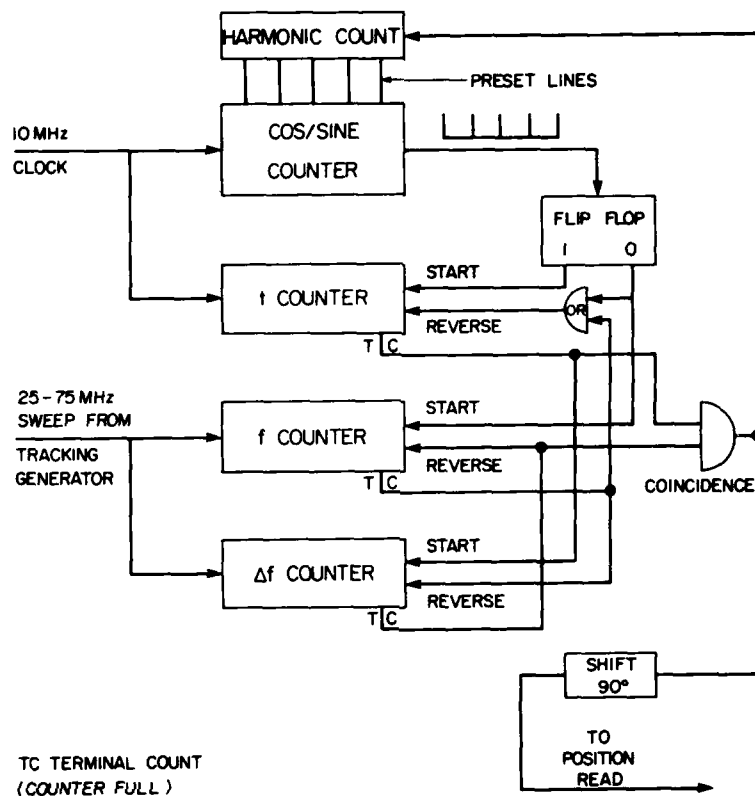 HARMONIC COUNT
PRESET LINES
10 MHz
CLOCK
COS/SINE
COUNTER
FLIP FLOP
1 0
START
t COUNTER
OR
REVERSE
T C
25-75 MHz
SWEEP FROM
TRACKING
GENERATOR
START
f COUNTER
REVERSE
T C
COINCIDENCE
START
Δf COUNTER
REVERSE
T C
SHIFT
90°
TO
POSITION
READ
TC TERMINAL COUNT
(COUNTER FULL)